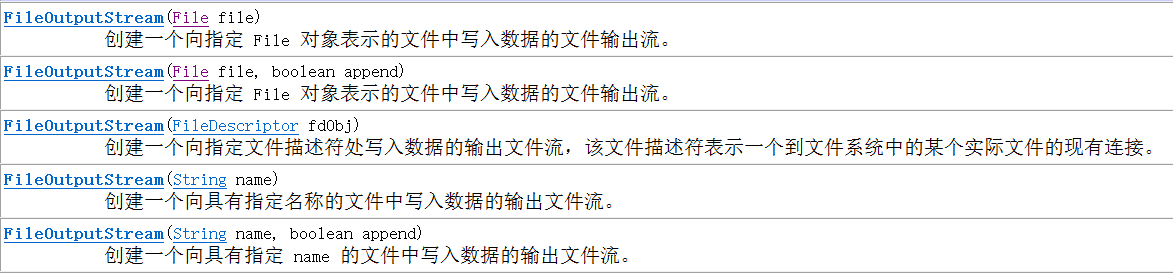 FileOutputStream(File file)
创建一个向指定 File 对象表示的文件中写入数据的文件输出流。
FileOutputStream(File file, boolean append)
创建一个向指定 File 对象表示的文件中写入数据的文件输出流。
FileOutputStream(FileDescriptor fdObj)
创建一个向指定文件描述符处写入数据的输出文件流，该文件描述符表示一个到文件系统中的某个实际文件的现有连接。
FileOutputStream(String name)
创建一个向具有指定名称的文件中写入数据的输出文件流。
FileOutputStream(String name, boolean append)
创建一个向具有指定 name 的文件中写入数据的输出文件流。